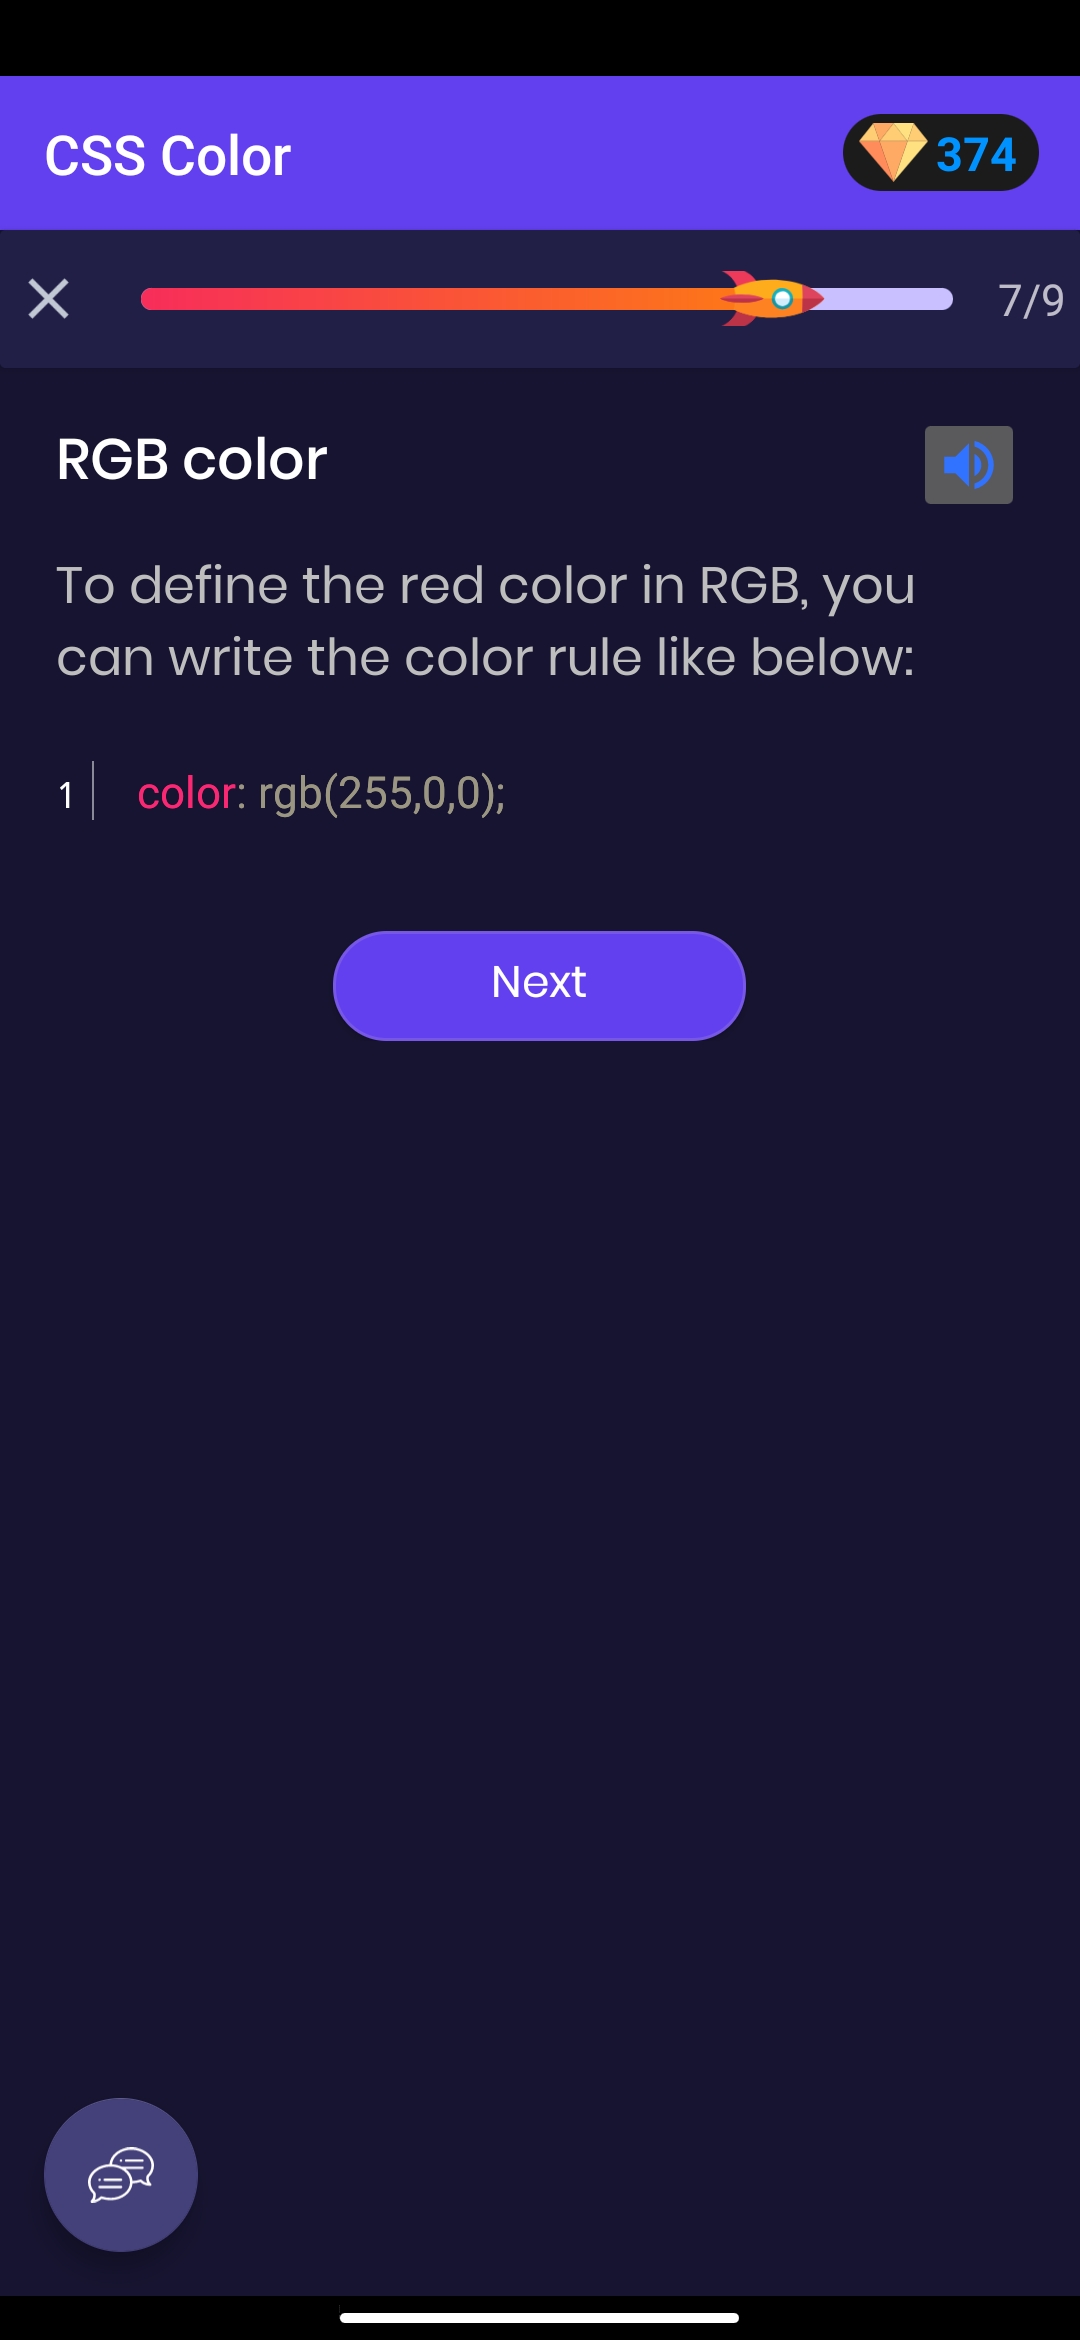 CSS Color
374
7/9
RGB color
To define the red color in RGB, you
can write the color rule like below:
1 color: rgb(255,0,0);
Next